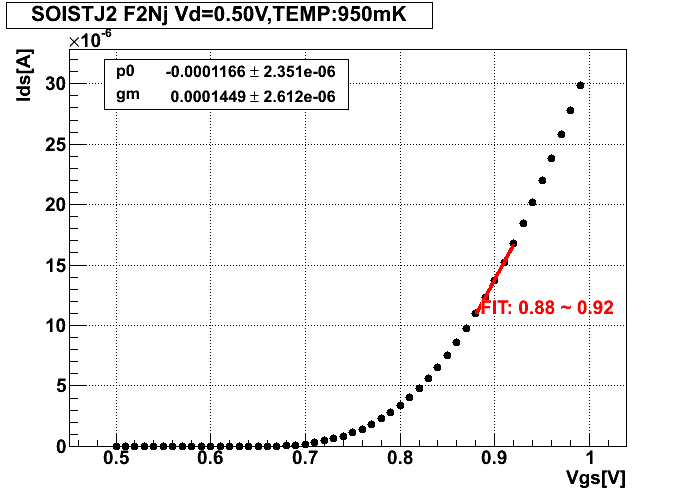 SOISTJ2 F2Nj Vd=0.50V,TEMP:950mK
×10-6
Ids[A]
p0 -0.0001166 ± 2.351e-06
gm 0.0001449 ± 2.612e-06
30
25
20
15
10
5
0
FIT: 0.88 ~ 0.92
0.5 0.6 0.7 0.8 0.9 1
Vgs[V]